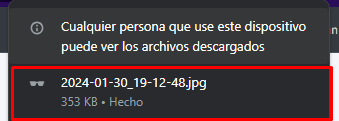 Cualquier persona que use este dispositivo
puede ver los archivos descargados
2024-01-30_19-12-48.jpg
353 KB • Hecho